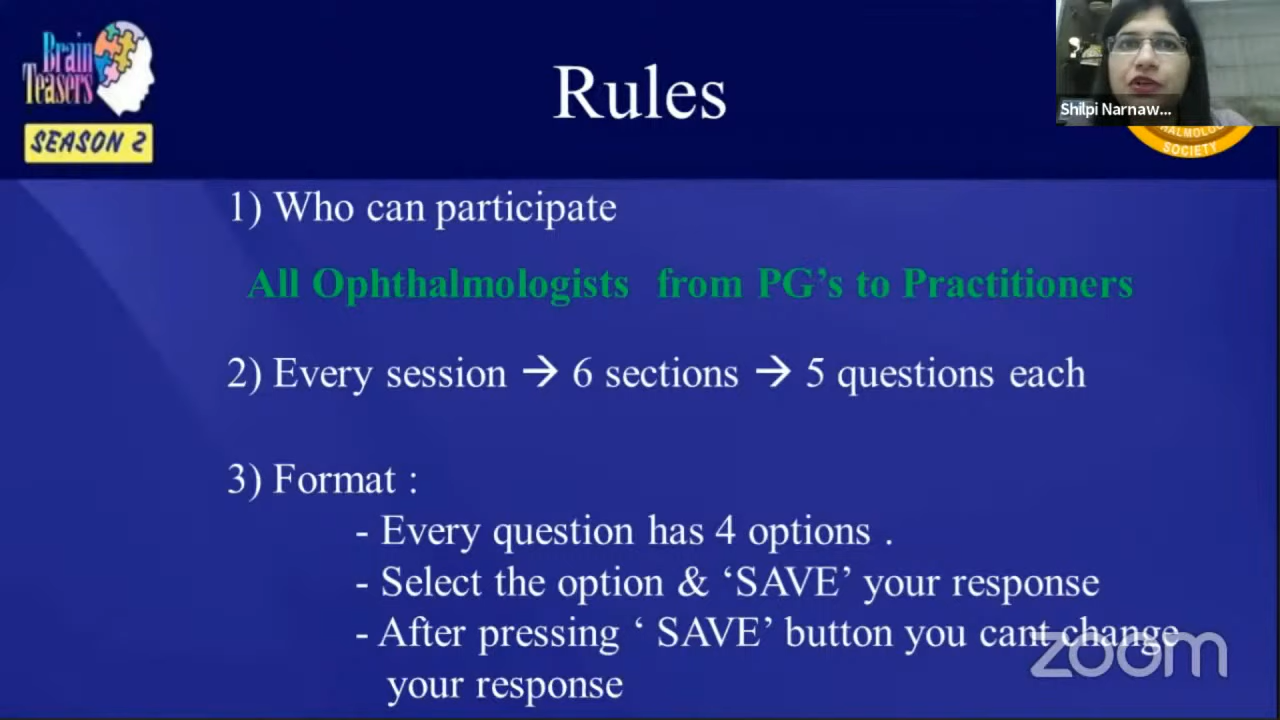 Brain
Teasers
SEASON 2
Rules
Shilpi Narnaw...
SOCIETY
1) Who can participate
All Ophthalmologists from PG's to Practitioners
2) Every session → 6 sections → 5 questions each
3) Format :
- Every question has 4 options .
- Select the option & ‘SAVE’ your response
- After pressing ‘ SAVE’ button you cant change
your response
zoom